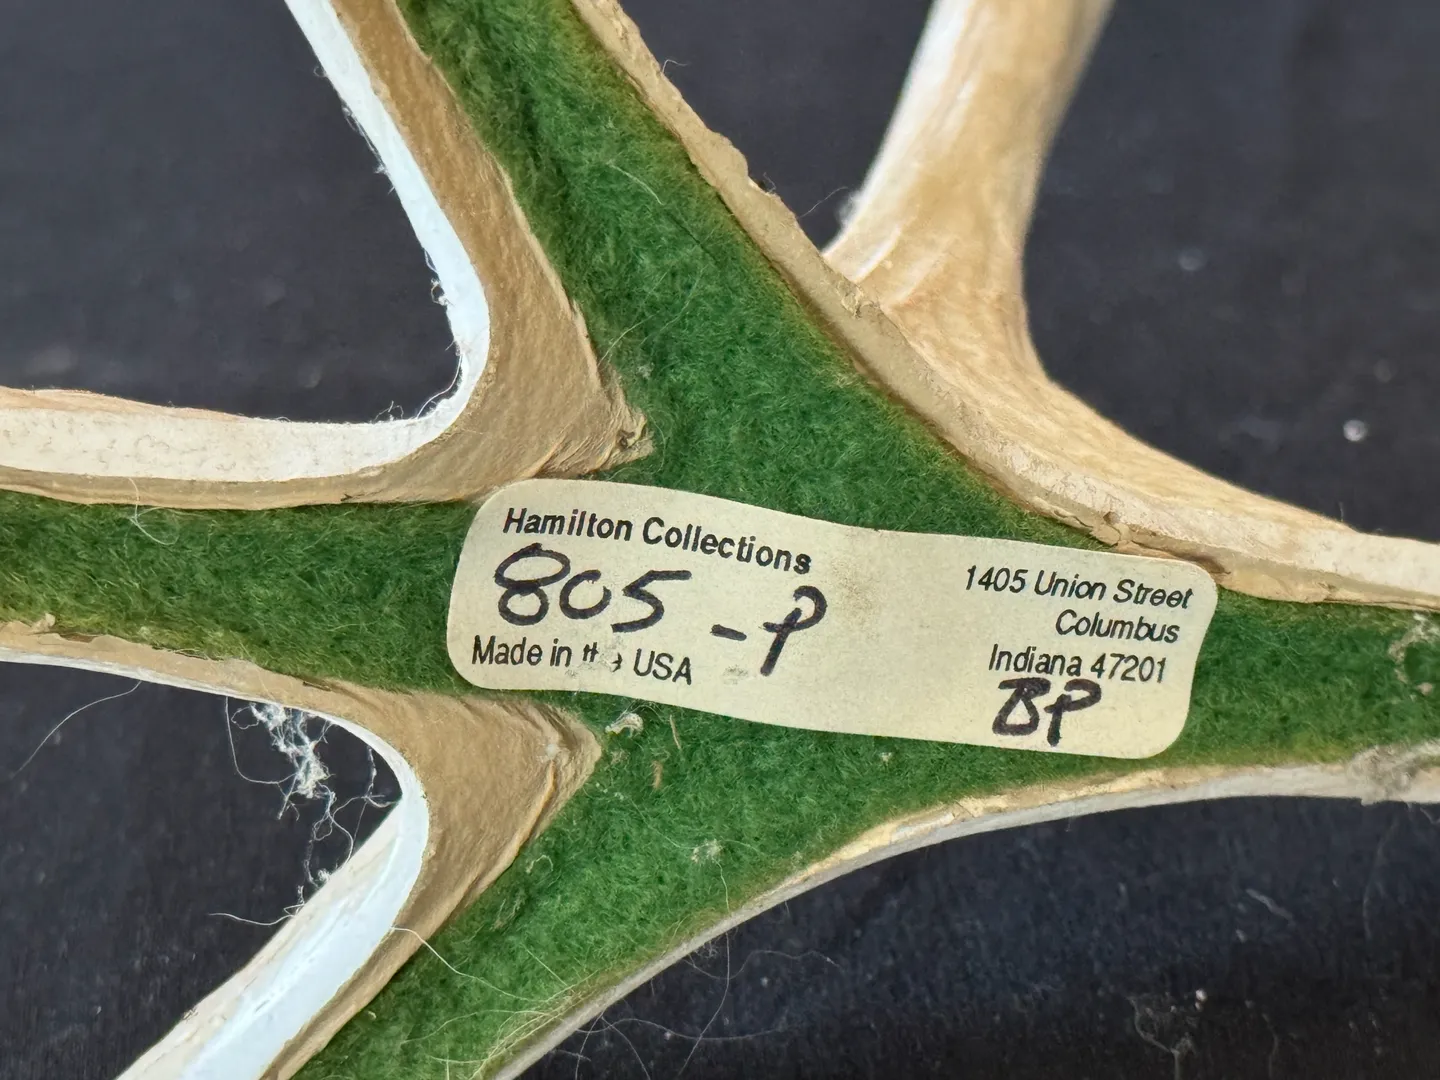 Hamilton Collections
805-P
Made in the USA
1405 Union Street
Columbus
Indiana 47201
BP